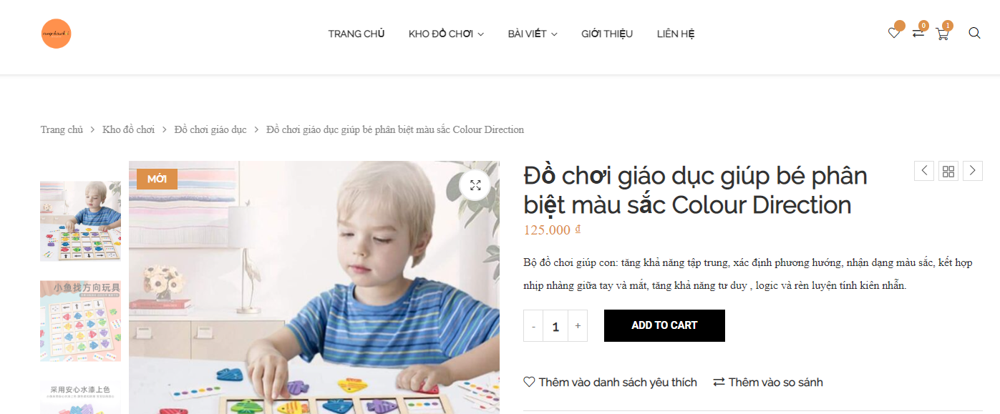 TRANG CHỦ KHO ĐỒ CHƠI BÀI VIẾT GIỚI THIỆU LIÊN HỆ
0 1
Trang chủ > Kho đồ chơi > Đồ chơi giáo dục > Đồ chơi giáo dục giúp bé phân biệt màu sắc Colour Direction
MỚI
小鱼找方向玩具
采用安心水漆上色
Đồ chơi giáo dục giúp bé phân
biệt màu sắc Colour Direction
125.000 ₫
Bộ đồ chơi giúp con: tăng khả năng tập trung, xác định phương hướng, nhận dạng màu sắc, kết hợp
nhịp nhàng giữa tay và mắt, tăng khả năng tư duy , logic và rèn luyện tính kiên nhẫn.
- 1 +
ADD TO CART
Thêm vào danh sách yêu thích Thêm vào so sánh